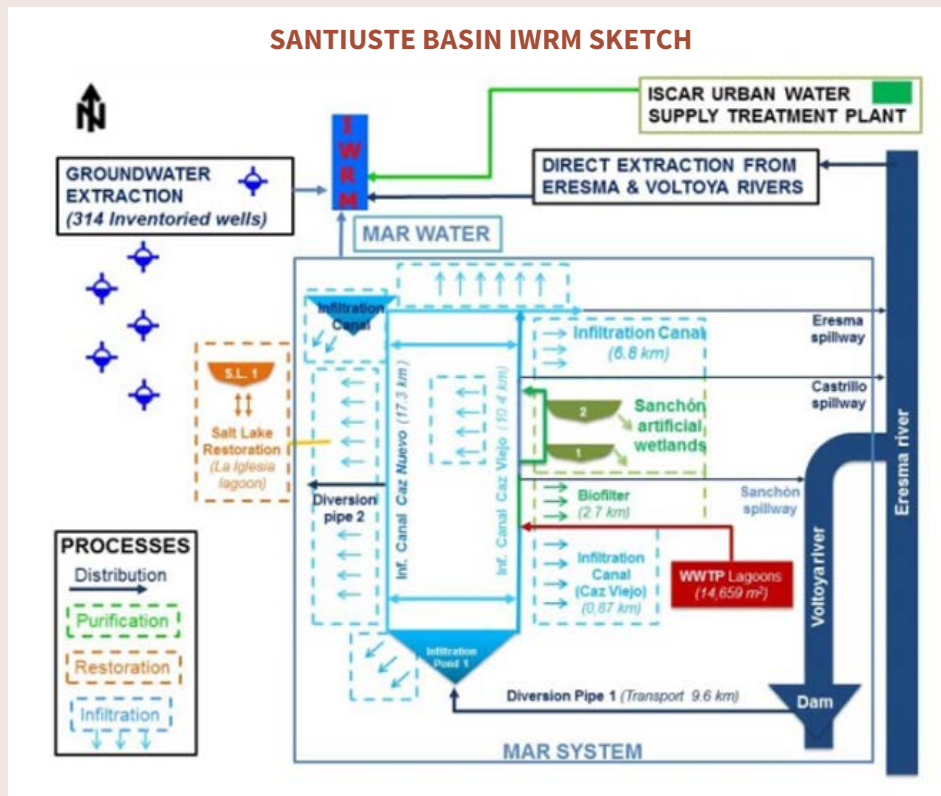 SANTIUSTE BASIN IWRM SKETCH
N
ISCAR URBAN WATER
SUPPLY TREATMENT PLANT
I
W
R
M
GROUNDWATER
EXTRACTION
(314 Inventoried wells)
DIRECT EXTRACTION FROM
ERESMA & VOLTOYA RIVERS
MAR WATER
Infiltration
Canal
Infiltration Canal
(6.8 km)
Eresma
spillway
Castrillo
spillway
S.L. 1
Salt Lake
Restoration
(La Iglesia
lagoon)
Inf. Canal Caz Nuevo (17.3 km)
Inf. Canal Caz Viejo (10.4 km)
2
1
Sanchón
artificial
wetlands
Diversion
pipe 2
Biofilter
(2.7 km)
Sanchón
spillway
Eresma river
Voltoya river
PROCESSES
Distribution
Purification
Restoration
Infiltration
Infiltration
Canal
(Caz Viejo)
(0,87 km)
WWTP Lagoons
(14,659 m²)
Infiltration
Pond 1
Diversion Pipe 1 (Transport 9.6 km)
Dam
MAR SYSTEM